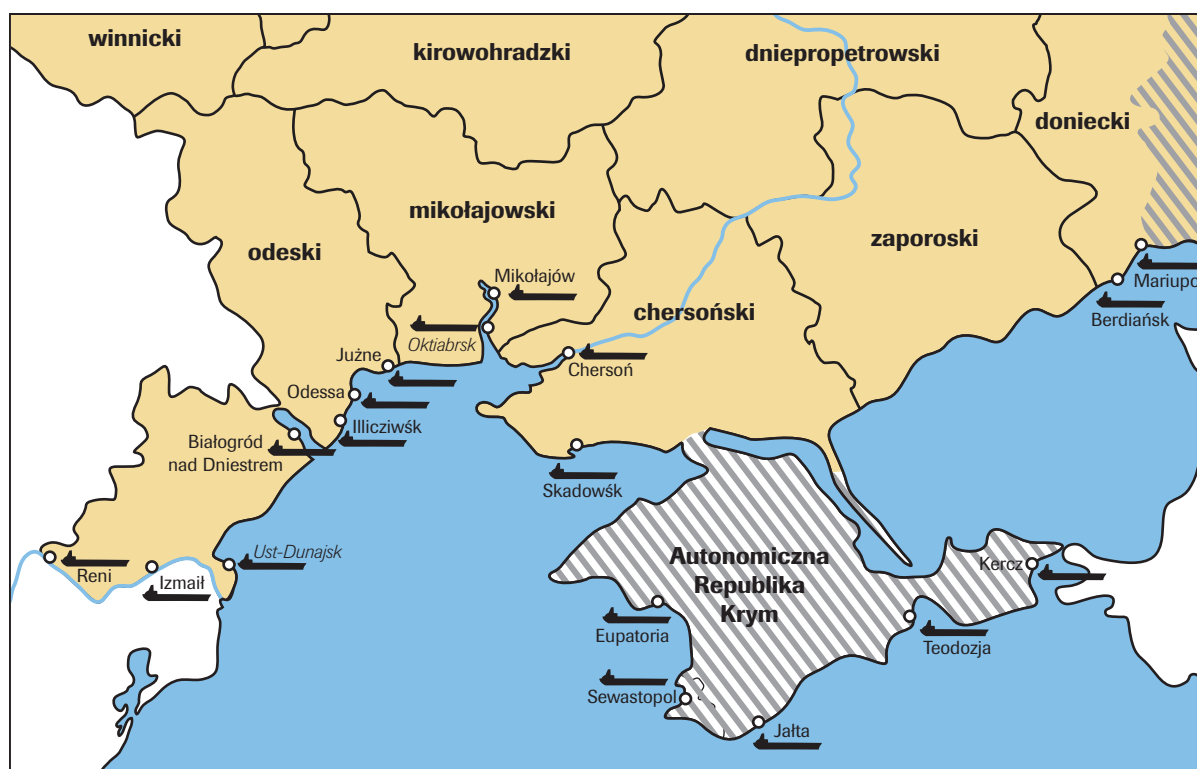 winnicki
kirowohradzki
dniepropetrowski
doniecki
mikołajowski
odeski
zaporoski
chersoński
Mikołajów
Oktiabrsk
Mariupo
Berdiańsk
Jużne
Chersoń
Odessa
Illicziwśk
Białogród
nad Dniestrem
Skadowśk
Ust-Dunajsk
Reni
Izmaił
Autonomiczna
Republika
Krym
Kercz
Eupatoria
Teodozja
Sewastopol
Jałta